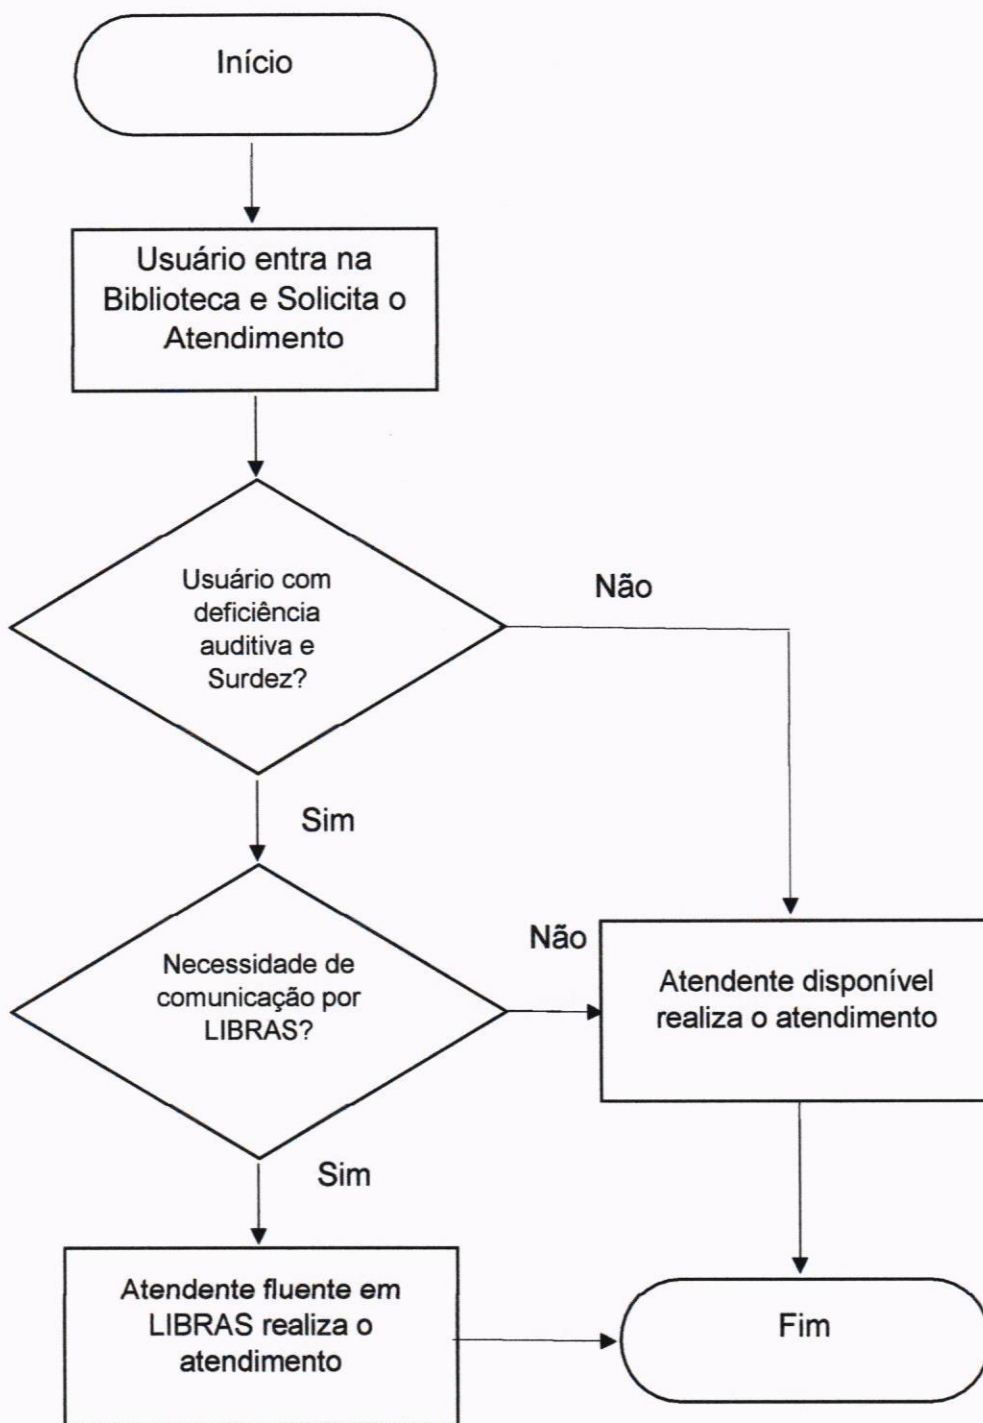 Início
Usuário entra na
Biblioteca e Solicita o
Atendimento
Usuário com
deficiência
auditiva e
Surdez?
Não
Sim
Necessidade de
comunicação por
LIBRAS?
Não
Atendente disponível
realiza o atendimento
Sim
Atendente fluente em
LIBRAS realiza o
atendimento
Fim